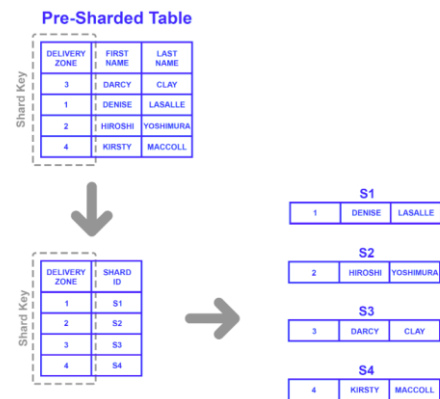 Pre-Sharded Table
Shard Key
DELIVERY ZONE FIRST NAME LAST NAME
3 DARCY CLAY
1 DENISE LASALLE
2 HIROSHI YOSHIMURA
4 KIRSTY MACCOLL
Shard Key
DELIVERY ZONE SHARD ID
1 S1
2 S2
3 S3
4 S4
S1
1 DENISE LASALLE
S2
2 HIROSHI YOSHIMURA
S3
3 DARCY CLAY
S4
4 KIRSTY MACCOLL